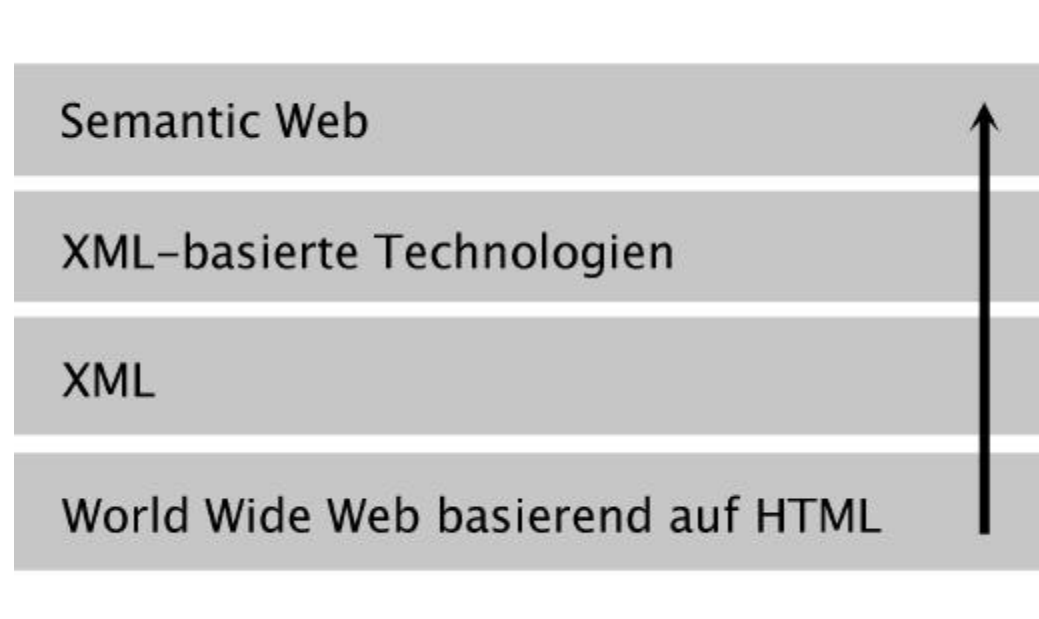 Semantic Web
XML-basierte Technologien
XML
World Wide Web basierend auf HTML